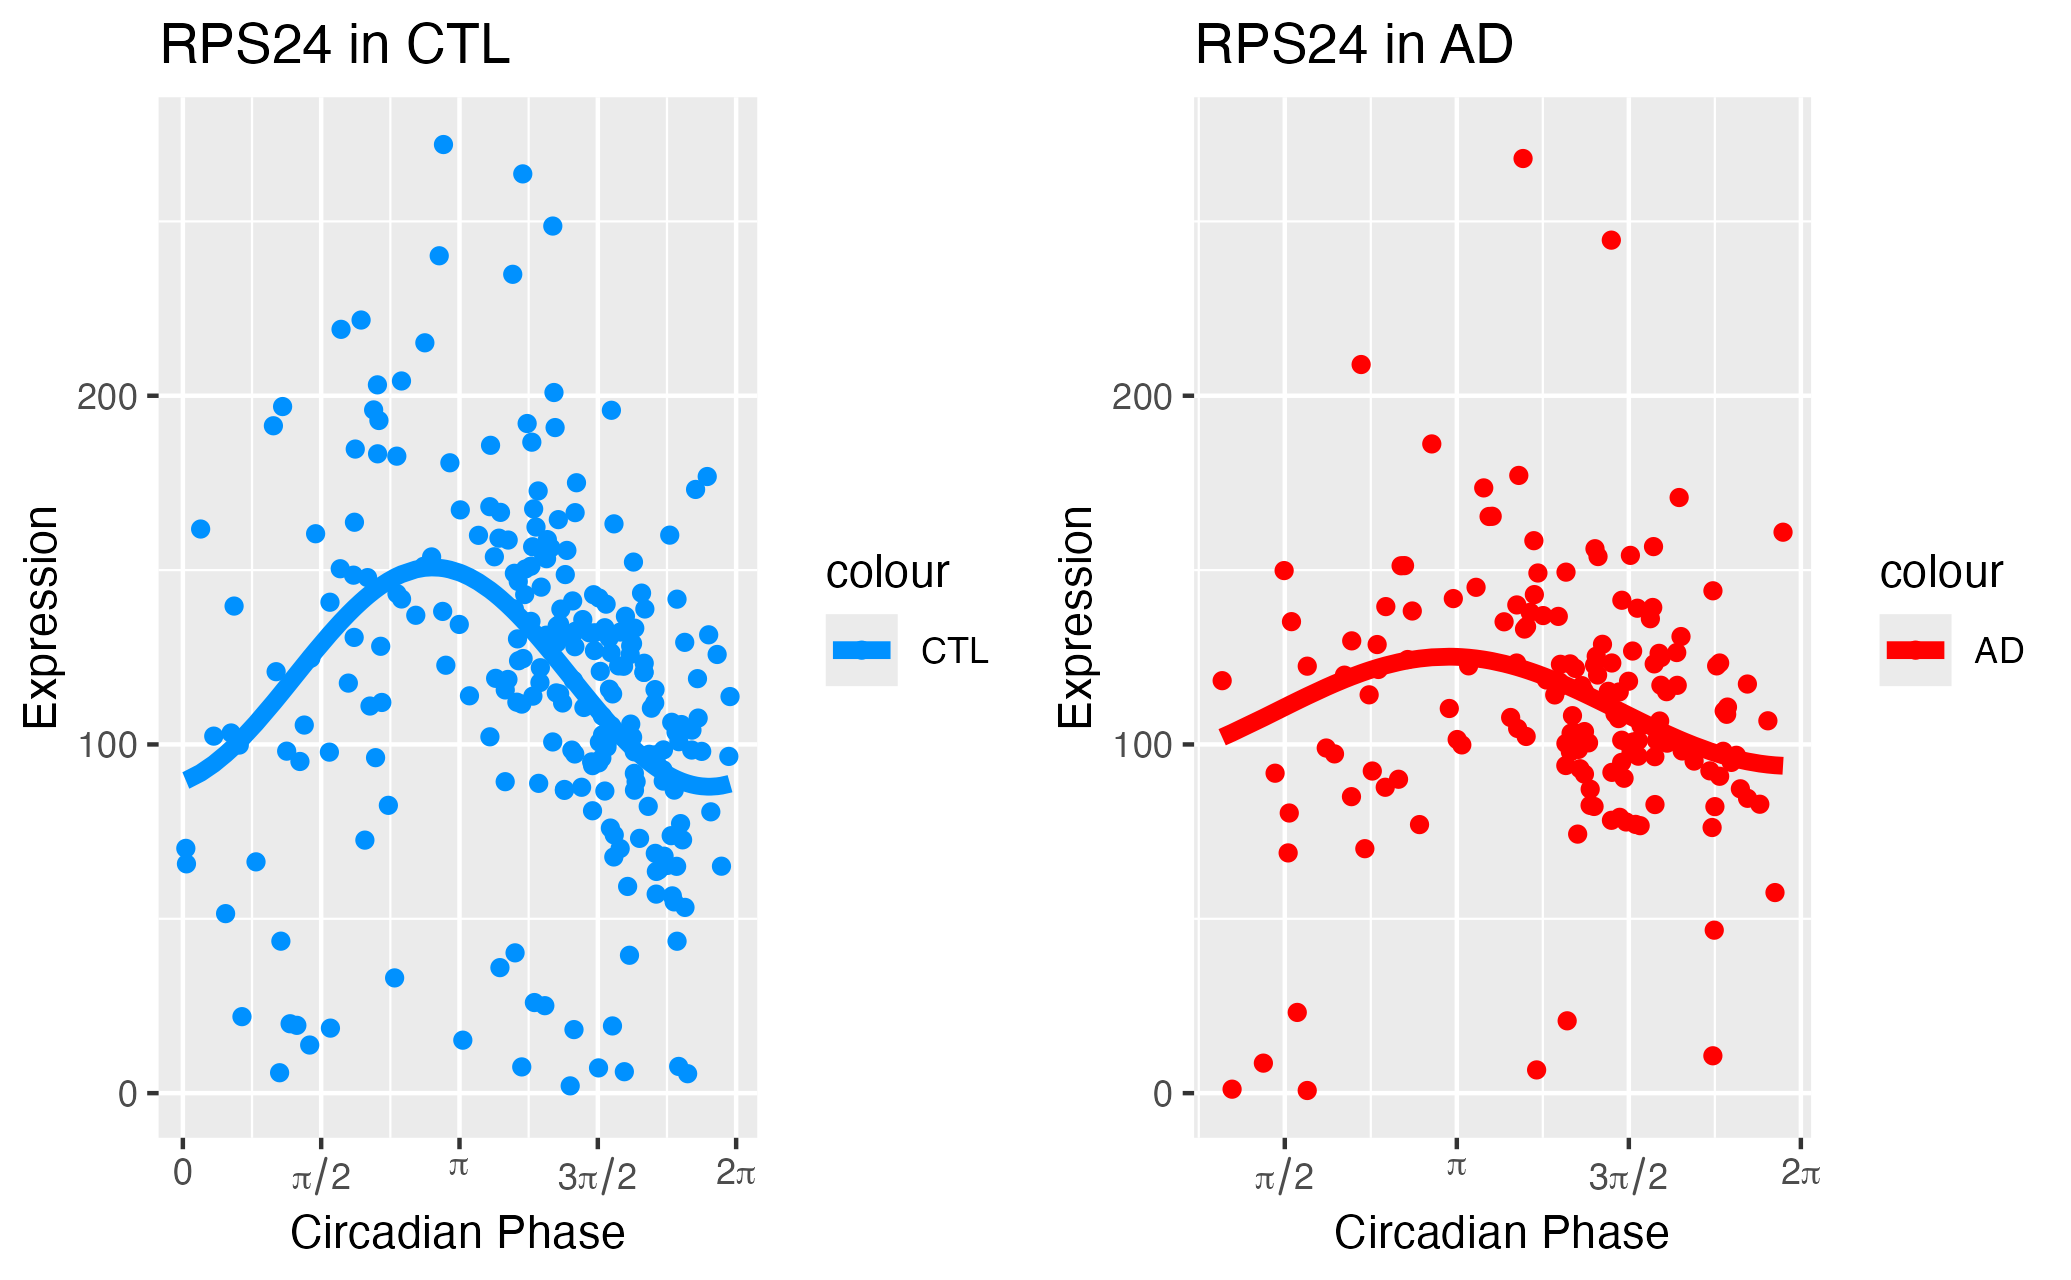 RPS24 in CTL
Expression
200
100
0
0 π/2 π 3π/2 2π
Circadian Phase
colour
CTL
RPS24 in AD
Expression
200
100
0
π/2 π 3π/2 2π
Circadian Phase
colour
AD